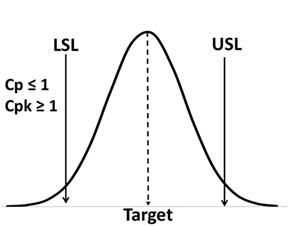 LSL
USL
Cp ≤ 1
Cpk ≥ 1
Target